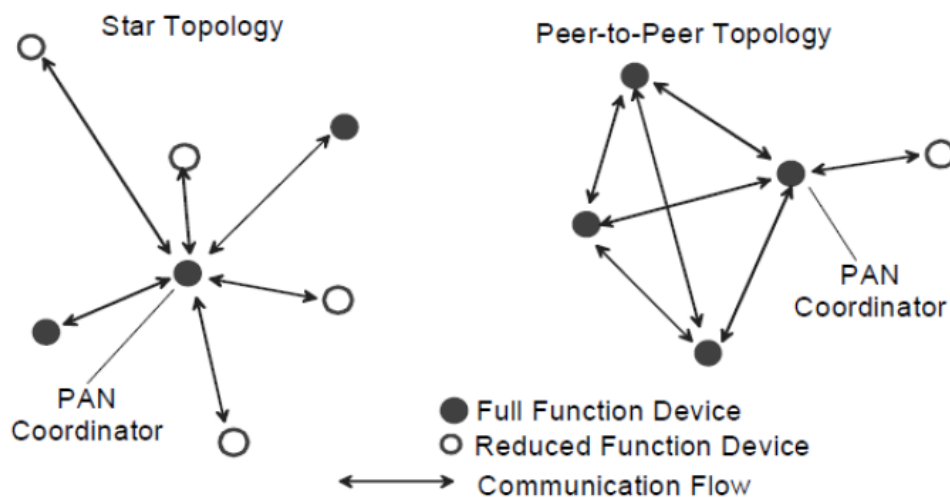 Star Topology
Peer-to-Peer Topology
PAN
Coordinator
PAN
Coordinator
Full Function Device
Reduced Function Device
Communication Flow